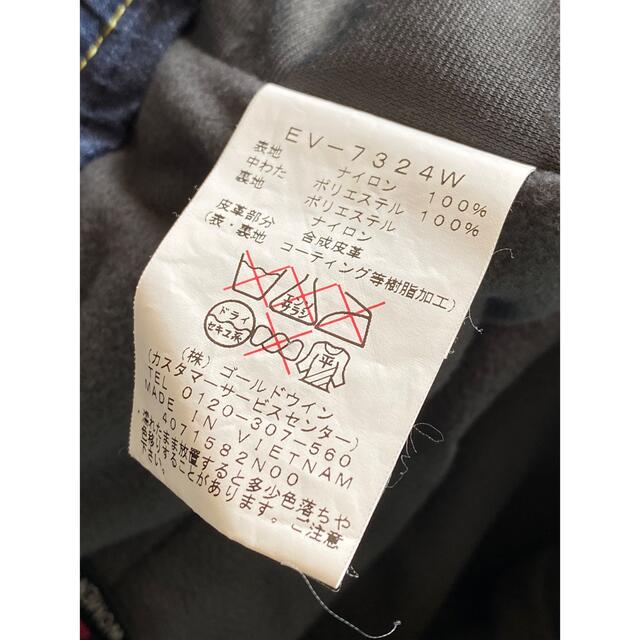 EV-7324W
表地 ナイロン 100%
中わた ポリエステル 100%
裏地 ポリエステル
ナイロン
皮革部分 合成皮革
(表・裏地 コーティング等樹脂加工)
エンソ
サラシ
ドライ
セキユ系
平
(株)ゴールドウイン
(カスタマーサービスセンター)
TEL 0120-307-560
MADE IN VIETNAM
4071582N00
濡れたまま放置すると多少色落ちや
色移りすることがあります。ご注意
下さい。